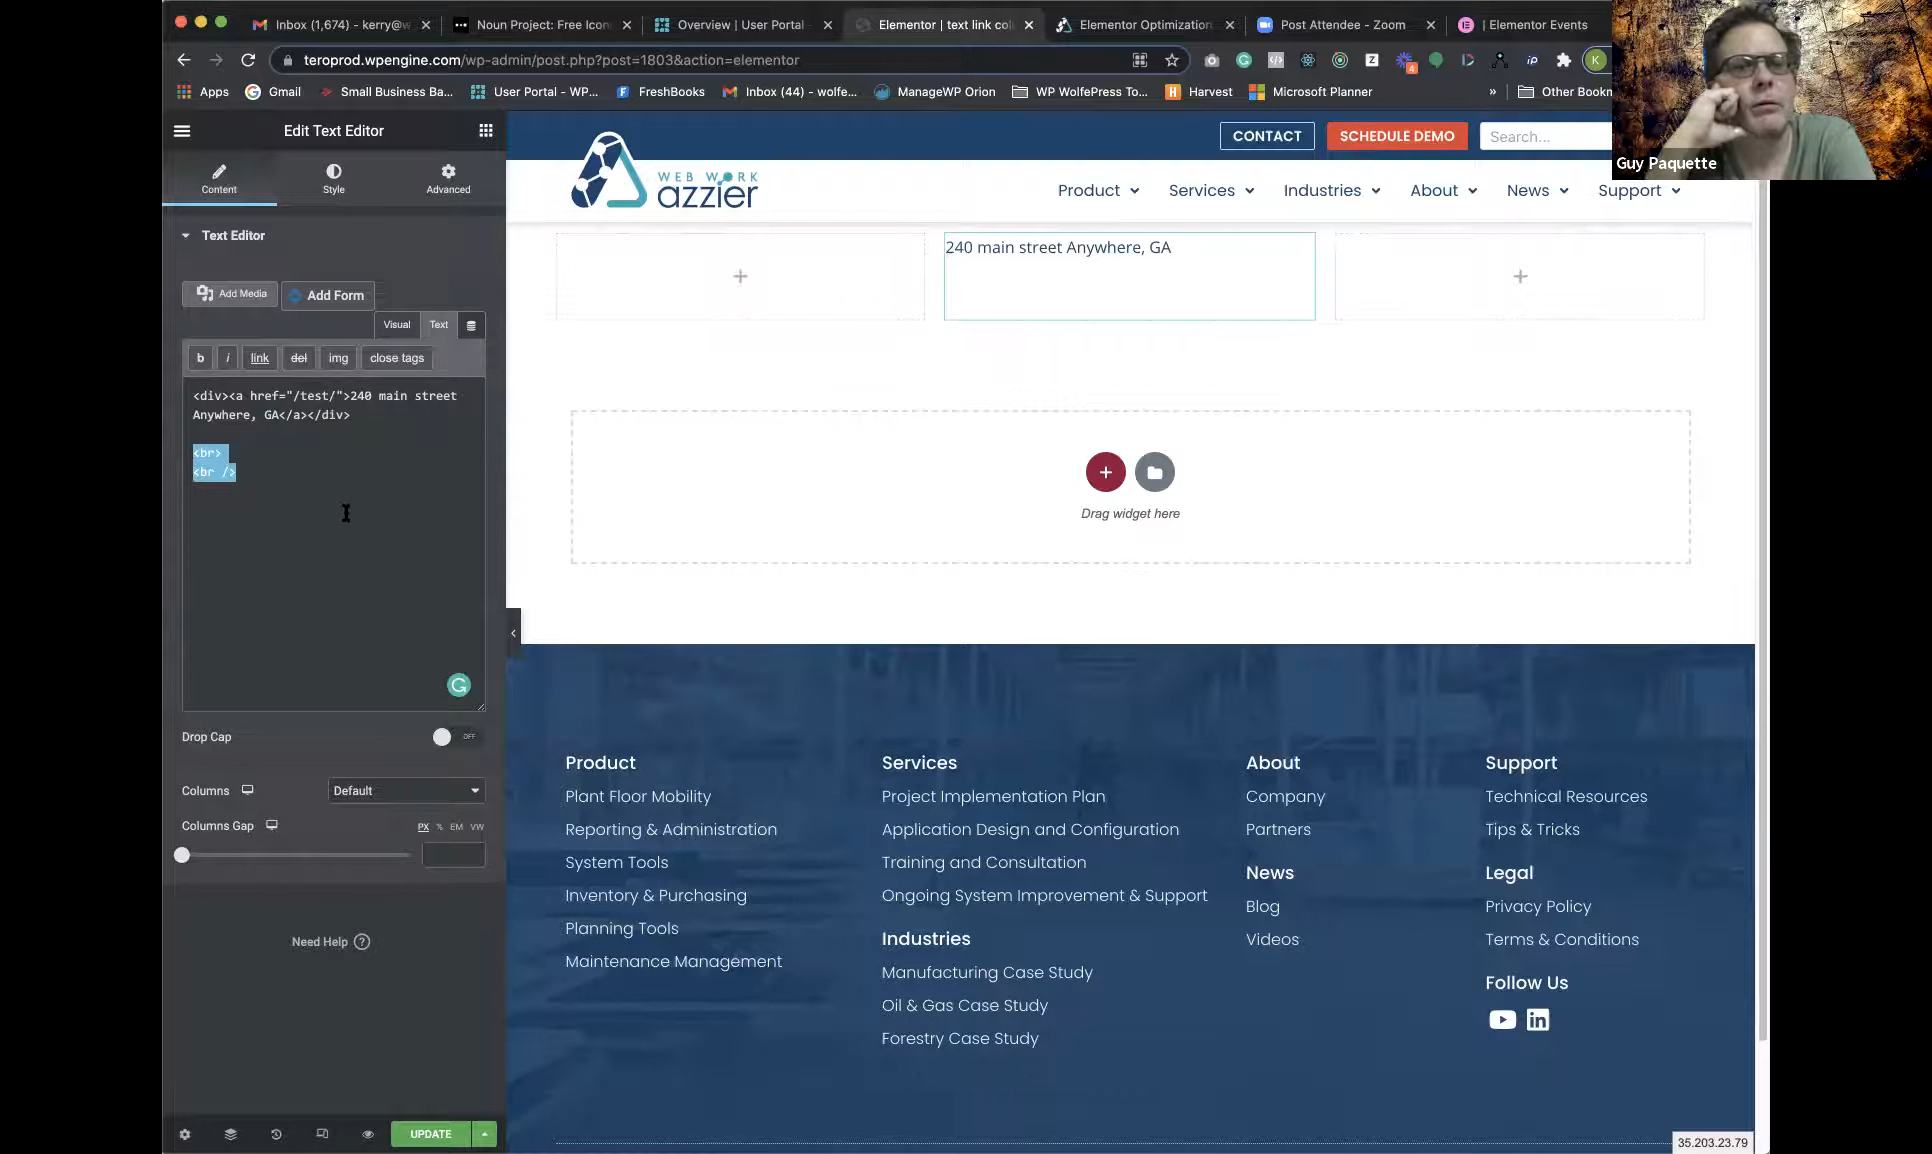 Inbox (1,674) - kerry@w
Noun Project: Free Icon
Overview | User Portal
Elementor | text link col
Elementor Optimization
Post Attendee - Zoom
| Elementor Events
teroprod.wpengine.com/wp-admin/post.php?post=1803&action=elementor
Apps
Gmail
Small Business Ba...
User Portal - WP...
FreshBooks
Inbox (44) - wolfe...
ManageWP Orion
WP WolfePress To...
Harvest
Microsoft Planner
»
Other Bookn
Guy Paquette
Edit Text Editor
Content
Style
Advanced
Text Editor
Add Media
Add Form
Visual
Text
b
i
link
del
img
close tags
<div><a href="/test/">240 main street
Anywhere, GA</a></div>
<br>
<br />
Drop Cap
OFF
Columns
Default
Columns Gap
PX % EM VW
Need Help
UPDATE
CONTACT
SCHEDULE DEMO
Search...
WEB WORK
azzier
Product
Services
Industries
About
News
Support
240 main street Anywhere, GA
Drag widget here
Product
Plant Floor Mobility
Reporting & Administration
System Tools
Inventory & Purchasing
Planning Tools
Maintenance Management
Services
Project Implementation Plan
Application Design and Configuration
Training and Consultation
Ongoing System Improvement & Support
Industries
Manufacturing Case Study
Oil & Gas Case Study
Forestry Case Study
About
Company
Partners
News
Blog
Videos
Support
Technical Resources
Tips & Tricks
Legal
Privacy Policy
Terms & Conditions
Follow Us
35.203.23.79